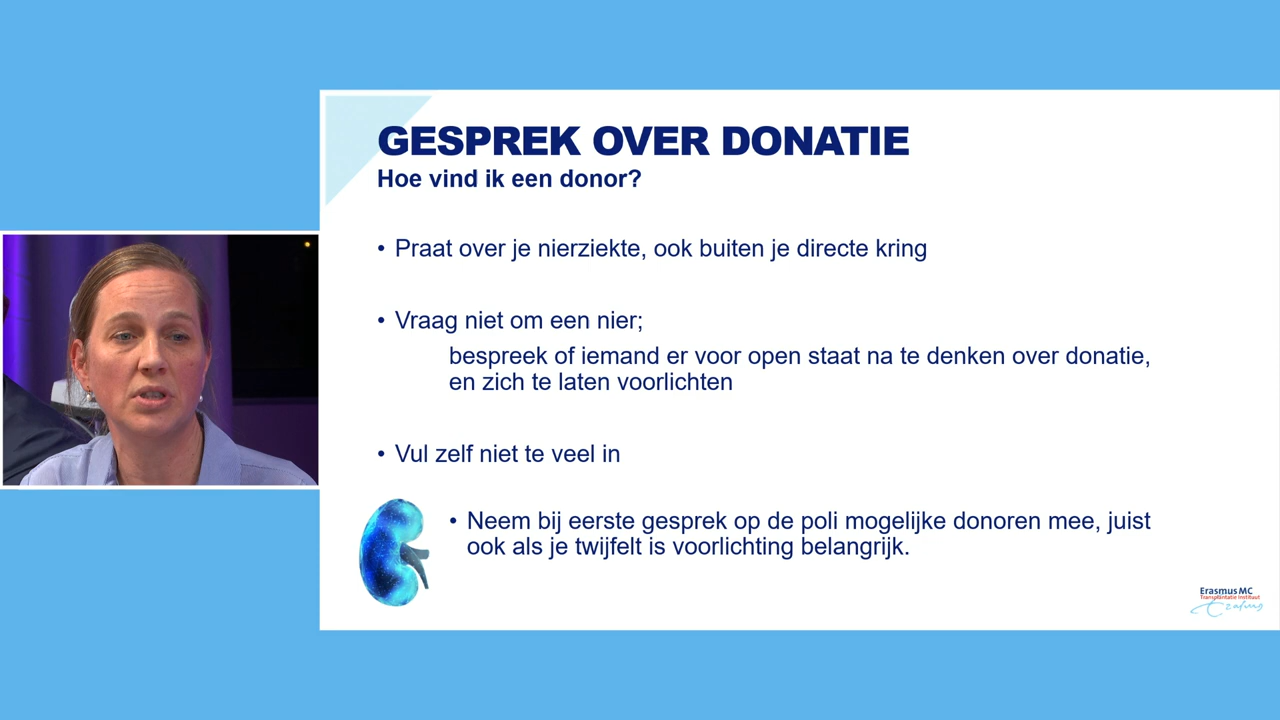 GESPREK OVER DONATIE
Hoe vind ik een donor?
• Praat over je nierziekte, ook buiten je directe kring
• Vraag niet om een nier;
bespreek of iemand er voor open staat na te denken over donatie,
en zich te laten voorlichten
• Vul zelf niet te veel in
• Neem bij eerste gesprek op de poli mogelijke donoren mee, juist
ook als je twijfelt is voorlichting belangrijk.
Erasmus MC
Transplantatie Instituut
Erasmus